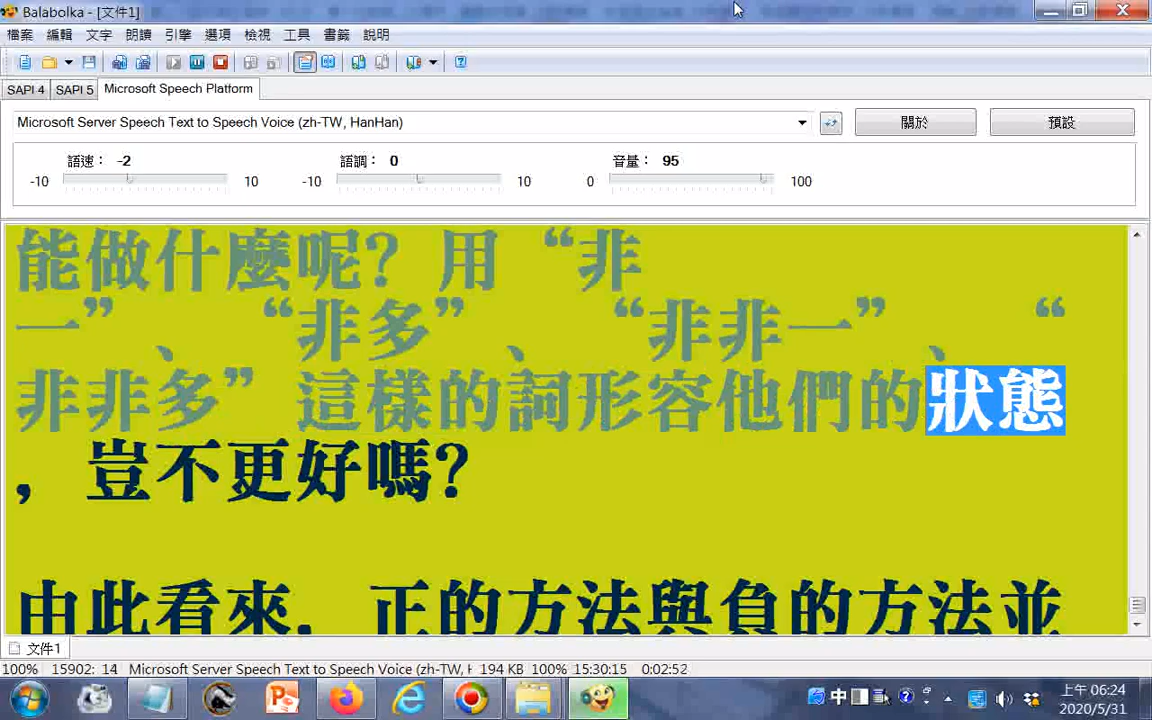 Balabolka - [文件1]
檔案 編輯 文字 朗讀 引擎 選項 檢視 工具 書籤 說明
SAPI 4 SAPI 5 Microsoft Speech Platform
Microsoft Server Speech Text to Speech Voice (zh-TW, HanHan) 關於 預設
語速： -2 語調： 0 音量： 95
-10 10 -10 10 0 100
能做什麼呢？用“非
一”、“非多”、“非非一”、“
非非多”這樣的詞形容他們的狀態
，豈不更好嗎？
由此看來，正的方法與負的方法並
文件1
100% 15902: 14 Microsoft Server Speech Text to Speech Voice (zh-TW, H 194 KB 100% 15:30:15 0:02:52
中 上午 06:24
2020/5/31